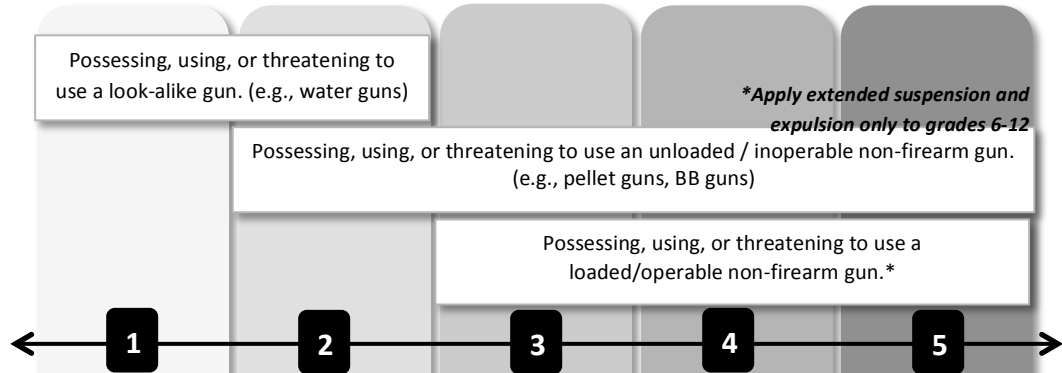 Possessing, using, or threatening to
use a look-alike gun. (e.g., water guns)
*Apply extended suspension and
expulsion only to grades 6-12
Possessing, using, or threatening to use an unloaded / inoperable non-firearm gun.
(e.g., pellet guns, BB guns)
Possessing, using, or threatening to use a
loaded/operable non-firearm gun.*
1 2 3 4 5